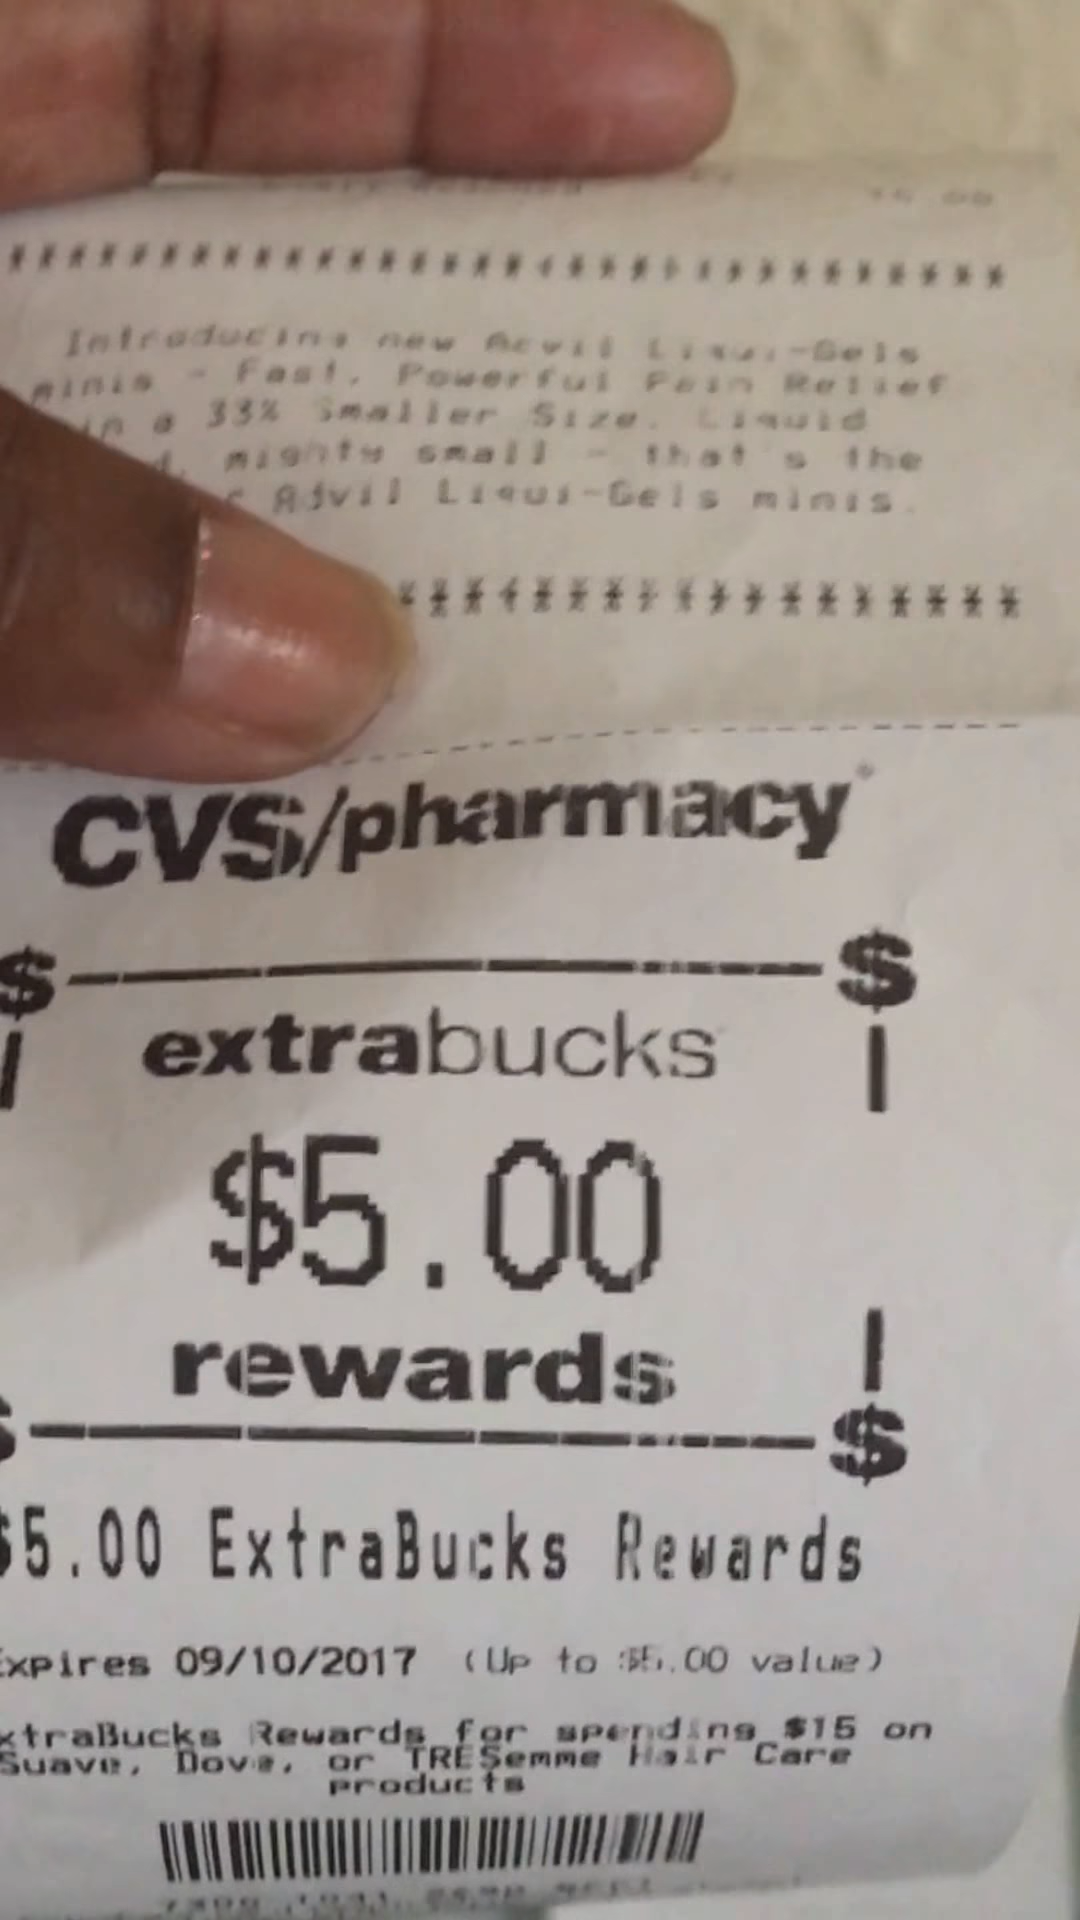 Introducing new Advil Liqui-Gels
minis - Fast, Powerful Pain Relief
in a 33% Smaller Size. Liquid
mighty small - that's the
Advil Liqui-Gels minis.
CVS/pharmacy®
$ $
extrabucks
$5.00
rewards
$ $
$5.00 ExtraBucks Rewards
Expires 09/10/2017 (Up to $5.00 value)
ExtraBucks Rewards for spending $15 on
Suave, Dove, or TRESemme Hair Care
products